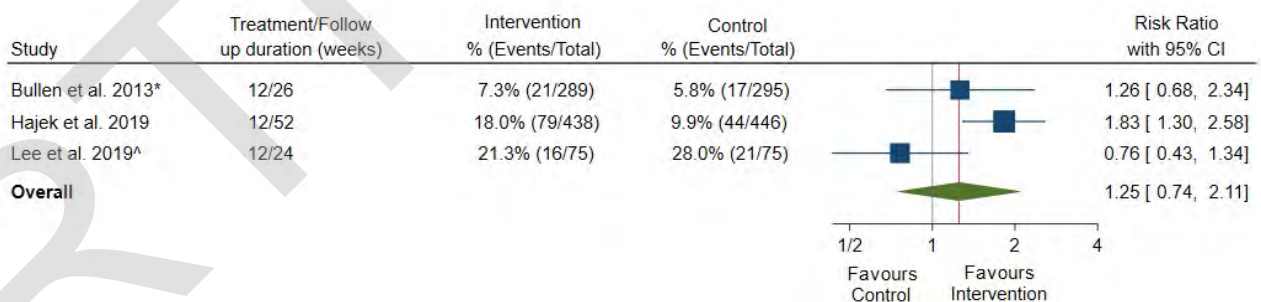 Study Treatment/Follow up duration (weeks) Intervention % (Events/Total) Control % (Events/Total) Risk Ratio with 95% CI
Bullen et al. 2013* 12/26 7.3% (21/289) 5.8% (17/295) 1.26 [ 0.68, 2.34]
Hajek et al. 2019 12/52 18.0% (79/438) 9.9% (44/446) 1.83 [ 1.30, 2.58]
Lee et al. 2019^ 12/24 21.3% (16/75) 28.0% (21/75) 0.76 [ 0.43, 1.34]
Overall 1.25 [ 0.74, 2.11]
1/2 1 2 4
Favours Control Favours Intervention